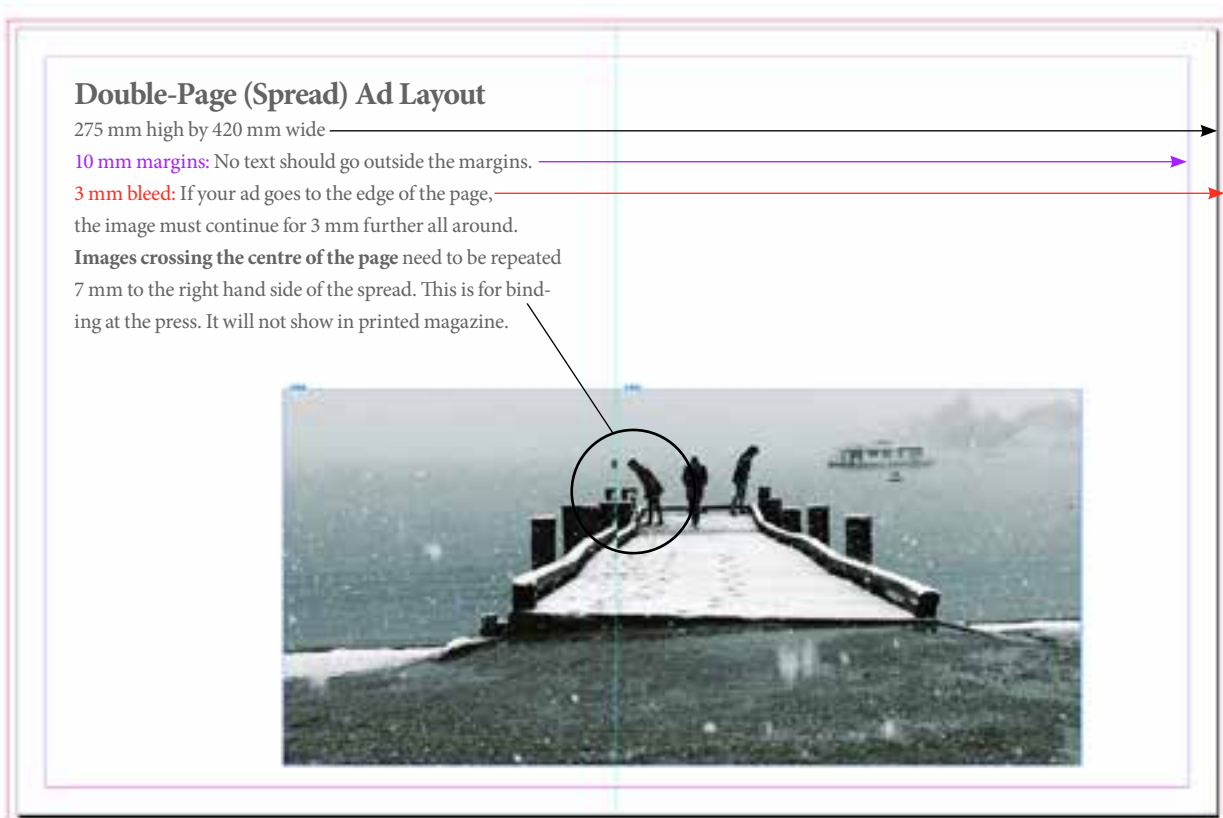 Double-Page (Spread) Ad Layout
275 mm high by 420 mm wide
10 mm margins: No text should go outside the margins.
3 mm bleed: If your ad goes to the edge of the page,
the image must continue for 3 mm further all around.
Images crossing the centre of the page need to be repeated
7 mm to the right hand side of the spread. This is for bind-
ing at the press. It will not show in printed magazine.